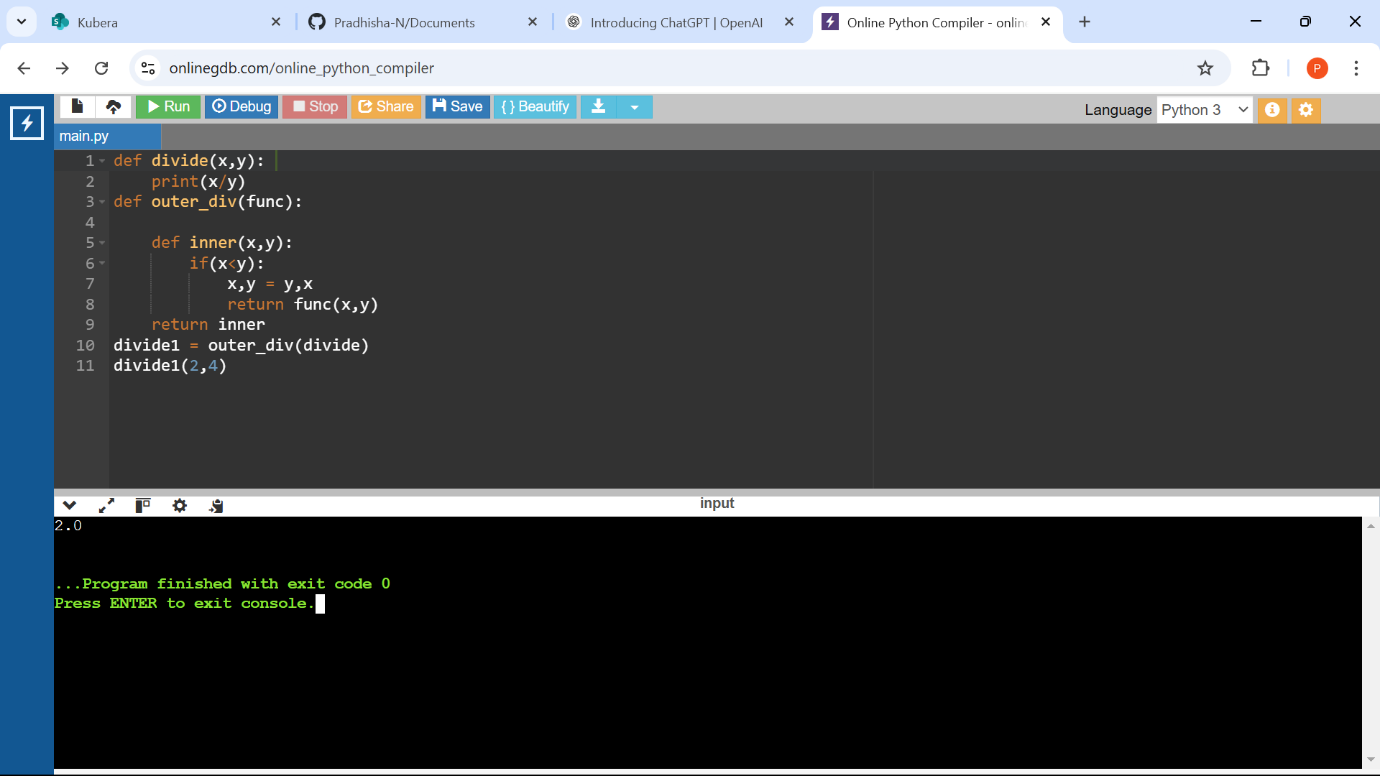 Kubera
Pradhisha-N/Documents
Introducing ChatGPT | OpenAI
Online Python Compiler - onlin
onlinegdb.com/online_python_compiler
P
Run
Debug
Stop
Share
Save
{ } Beautify
Language
Python 3
main.py
1 def divide(x,y):
2     print(x/y)
3 def outer_div(func):
4
5     def inner(x,y):
6         if(x<y):
7             x,y = y,x
8             return func(x,y)
9     return inner
10 divide1 = outer_div(divide)
11 divide1(2,4)
input
2.0
...Program finished with exit code 0
Press ENTER to exit console.